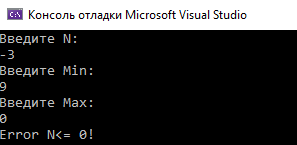 Консоль отладки Microsoft Visual Studio
Введите N:
-3
Введите Min:
9
Введите Max:
0
Error N<= 0!